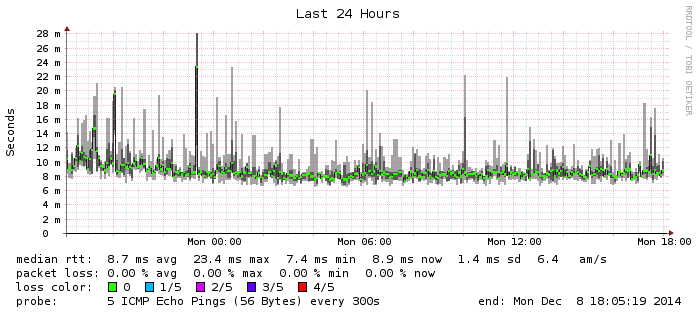 Last 24 Hours
RRDTOOL / TOBI OETIKER
Seconds
28 m
26 m
24 m
22 m
20 m
18 m
16 m
14 m
12 m
10 m
8 m
6 m
4 m
2 m
0
Mon 00:00 Mon 06:00 Mon 12:00 Mon 18:00
median rtt: 8.7 ms avg 23.4 ms max 7.4 ms min 8.9 ms now 1.4 ms sd 6.4 am/s
packet loss: 0.00 % avg 0.00 % max 0.00 % min 0.00 % now
loss color: 0 1/5 2/5 3/5 4/5
probe: 5 ICMP Echo Pings (56 Bytes) every 300s end: Mon Dec 8 18:05:19 2014